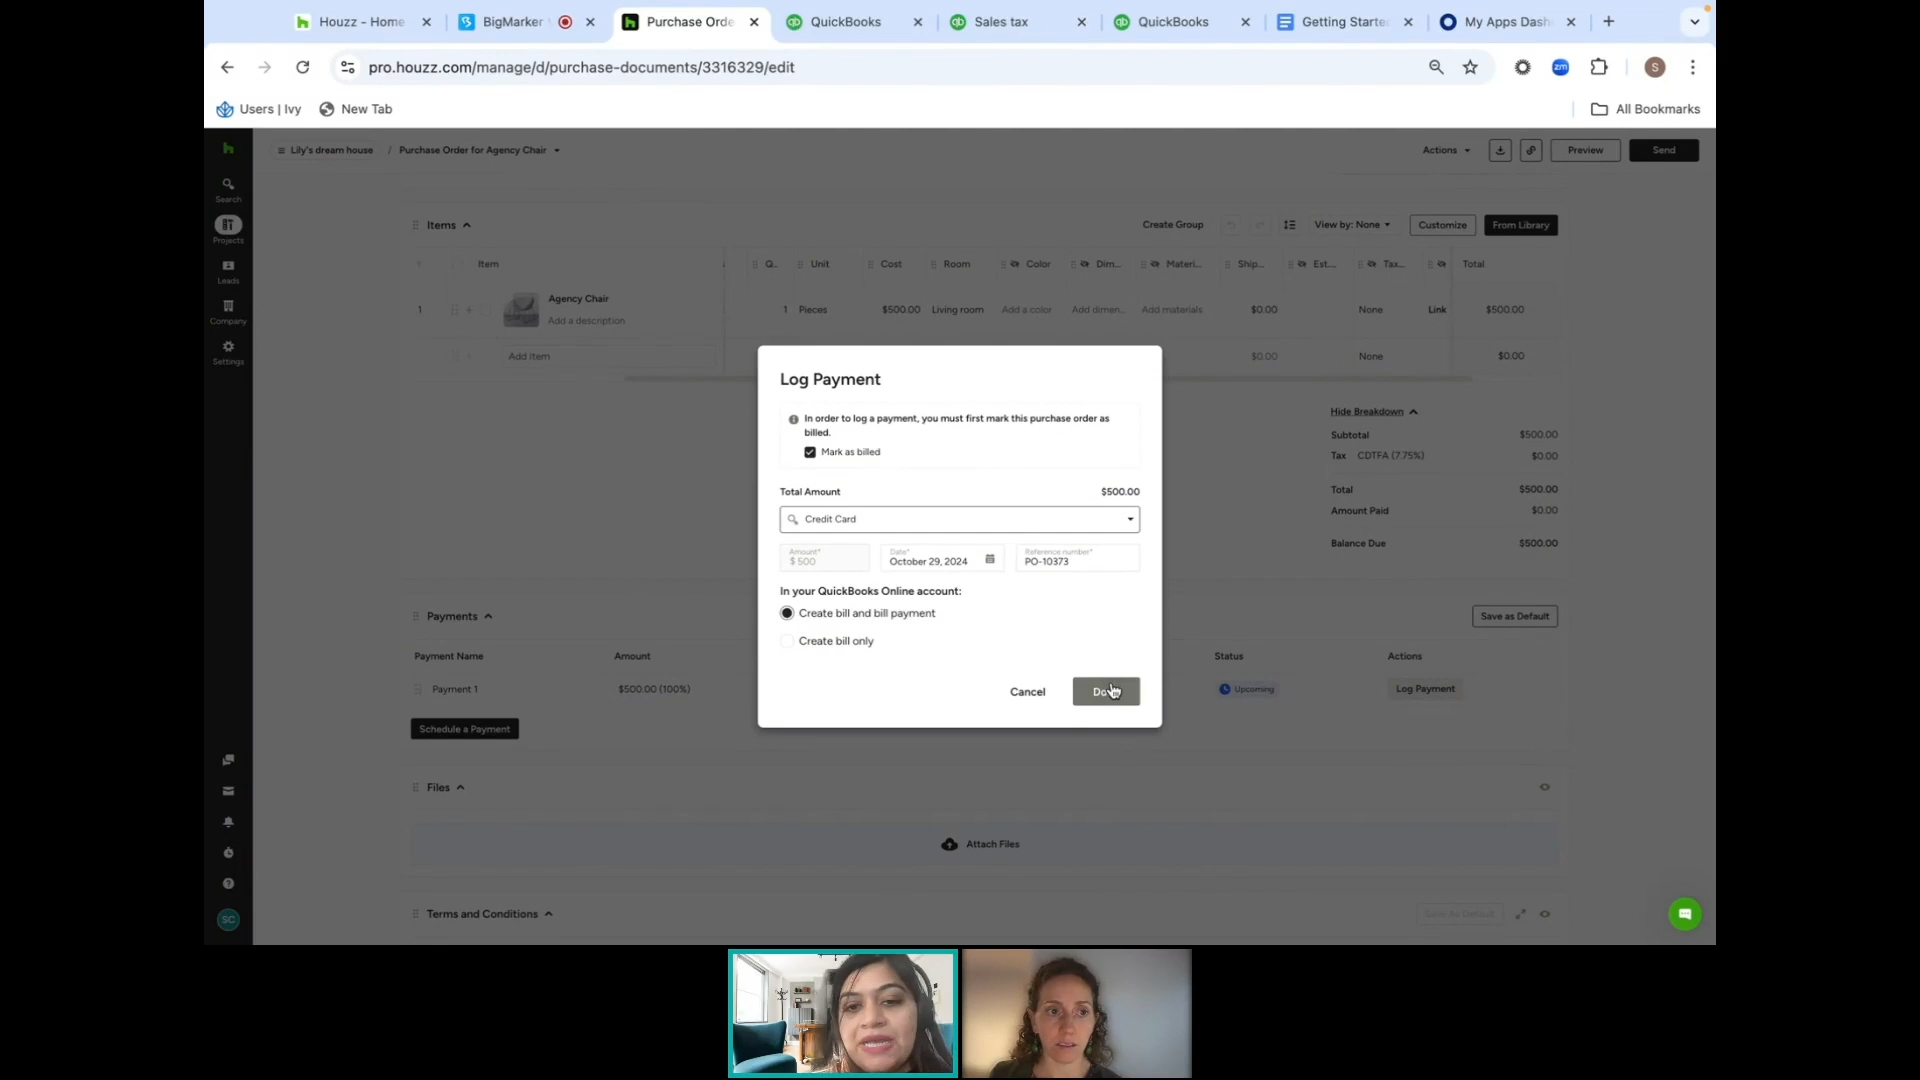 Houzz - Home
BigMarker
Purchase Orde
QuickBooks
Sales tax
QuickBooks
Getting Starte
My Apps Dash
pro.houzz.com/manage/d/purchase-documents/3316329/edit
zm
S
Users | Ivy
New Tab
All Bookmarks
Lily's dream house / Purchase Order for Agency Chair
Actions
Preview
Send
Search
Projects
Leads
Company
Settings
SC
Items
Create Group
View by: None
Customize
From Library
Item
Q...
Unit
Cost
Room
Color
Dim...
Materi...
Ship...
Est...
Tax...
Total
1
Agency Chair
Add a description
1
Pieces
$500.00
Living room
Add a color
Add dimen...
Add materials
$0.00
None
Link
$500.00
Add item
$0.00
None
$0.00
Hide Breakdown
Subtotal $500.00
Tax CDTFA (7.75%) $0.00
Total $500.00
Amount Paid $0.00
Balance Due $500.00
Log Payment
In order to log a payment, you must first mark this purchase order as
billed.
Mark as billed
Total Amount $500.00
Credit Card
Amount*
$ 500
Date*
October 29, 2024
Reference number*
PO-10373
In your QuickBooks Online account:
Create bill and bill payment
Create bill only
Cancel
Payments
Save as Default
Payment Name
Amount
Status
Actions
Payment 1
$500.00 (100%)
Upcoming
Log Payment
Schedule a Payment
Files
Attach Files
Terms and Conditions
Save As Default